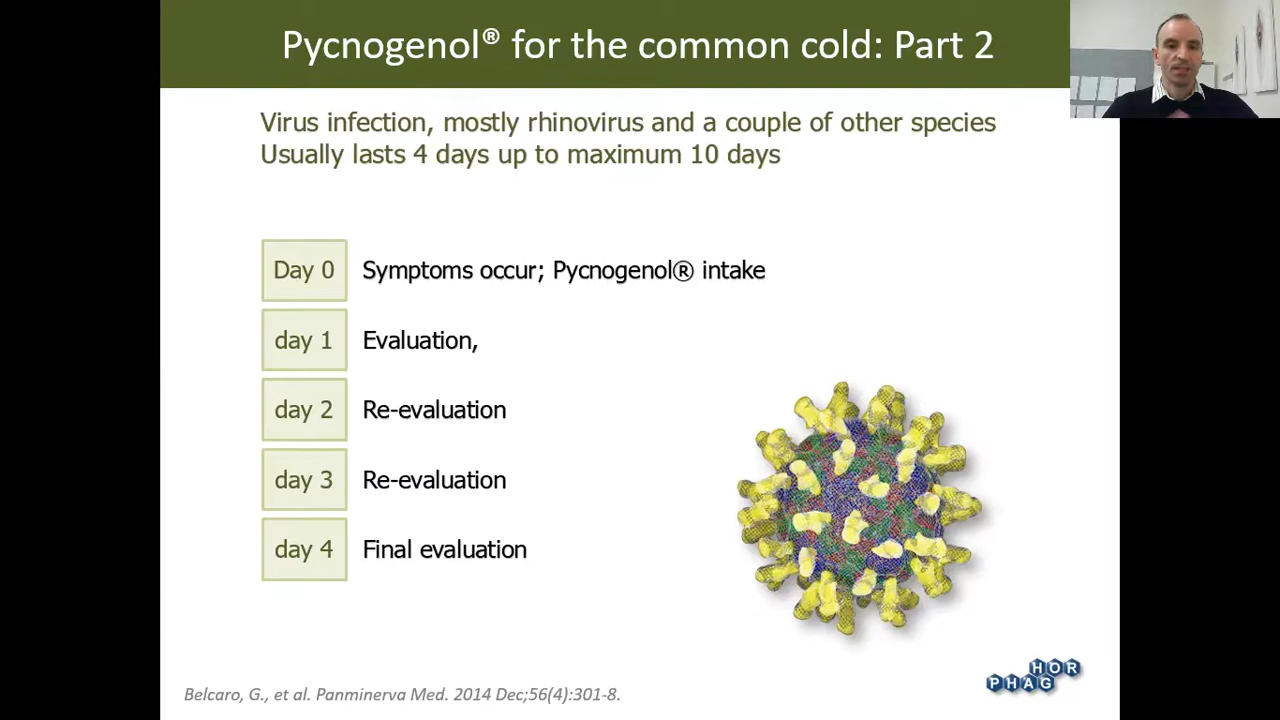 Pycnogenol® for the common cold: Part 2
Virus infection, mostly rhinovirus and a couple of other species
Usually lasts 4 days up to maximum 10 days
Day 0 Symptoms occur; Pycnogenol® intake
day 1 Evaluation,
day 2 Re-evaluation
day 3 Re-evaluation
day 4 Final evaluation
HOR
PHAG
Belcaro, G., et al. Panminerva Med. 2014 Dec;56(4):301-8.